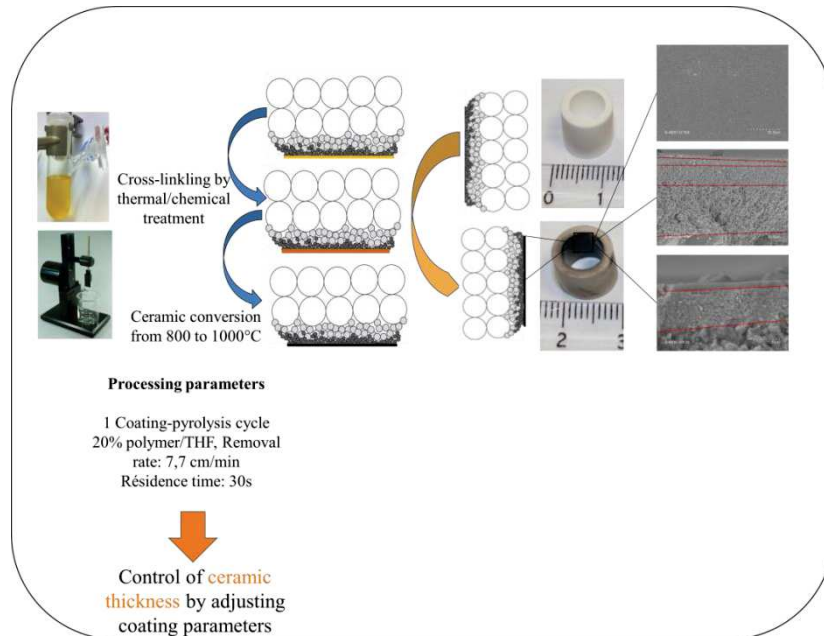 Cross-linkling by
thermal/chemical
treatment
Ceramic conversion
from 800 to 1000°C
0 1
2 3
Processing parameters
1 Coating-pyrolysis cycle
20% polymer/THF, Removal
rate: 7,7 cm/min
Résidence time: 30s
Control of ceramic
thickness by adjusting
coating parameters